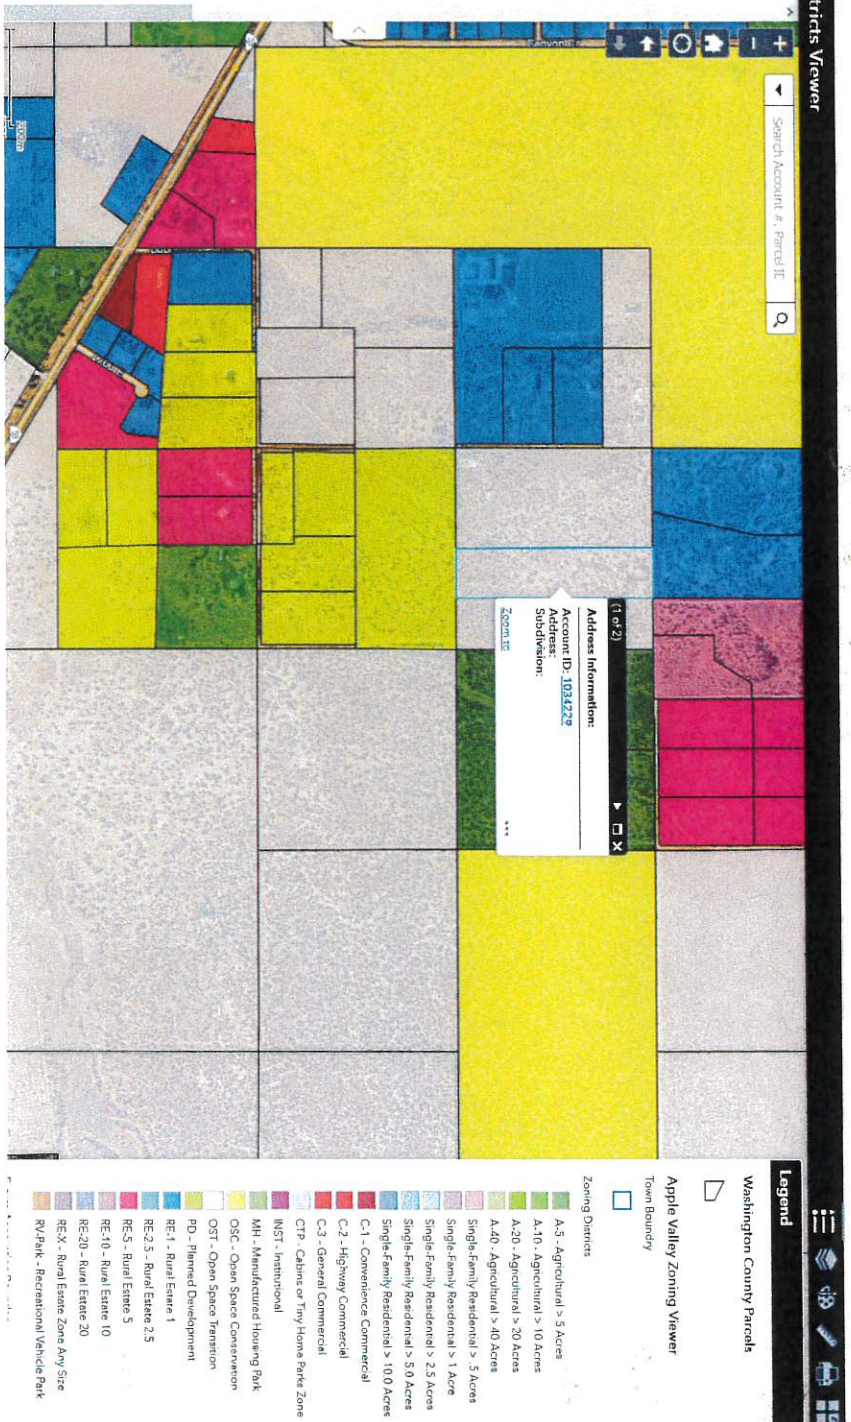 tricts Viewer
Search Account #, Parcel ID
Canyon Dr
(1 of 2)
Address Information:
Account ID: 1034229
Address:
Subdivision:
Zoom to
Legend
Washington County Parcels
Apple Valley Zoning Viewer
Town Boundry
Zoning Districts
A-5 - Agricultural > 5 Acres
A-10 - Agricultural > 10 Acres
A-20 - Agricultural > 20 Acres
A-40 - Agricultural > 40 Acres
Single-Family Residential > .5 Acres
Single-Family Residential > 1 Acre
Single-Family Residential > 2.5 Acres
Single-Family Residential > 5.0 Acres
Single-Family Residential > 10.0 Acres
C-1 - Convenience Commercial
C-2 - Highway Commercial
C-3 - General Commercial
CTP - Cabins or Tiny Home Parks Zone
INST - Institutional
MH - Manufactured Housing Park
OSC - Open Space Conservation
OST - Open Space Transition
PD - Planned Development
RE-1 - Rural Estate 1
RE-2.5 - Rural Estate 2.5
RE-5 - Rural Estate 5
RE-10 - Rural Estate 10
RE-20 - Rural Estate 20
RE-X - Rural Estate Zone Any Size
RV-Park - Recreational Vehicle Park